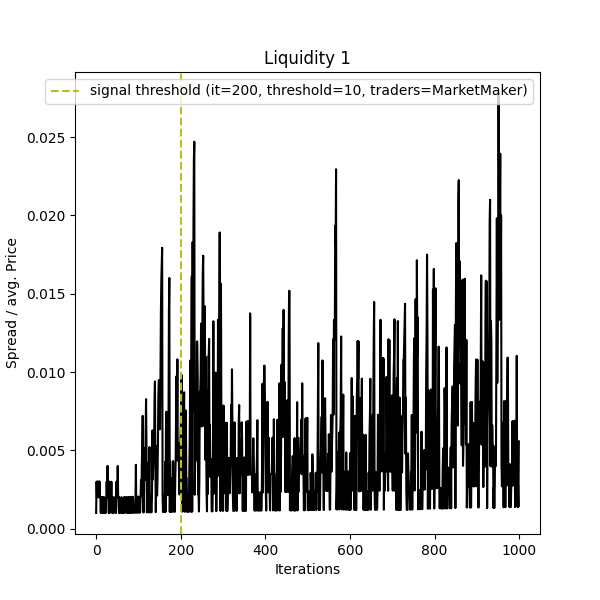 Liquidity 1
signal threshold (it=200, threshold=10, traders=MarketMaker)
Spread / avg. Price
0.025
0.020
0.015
0.010
0.005
0.000
0 200 400 600 800 1000
Iterations